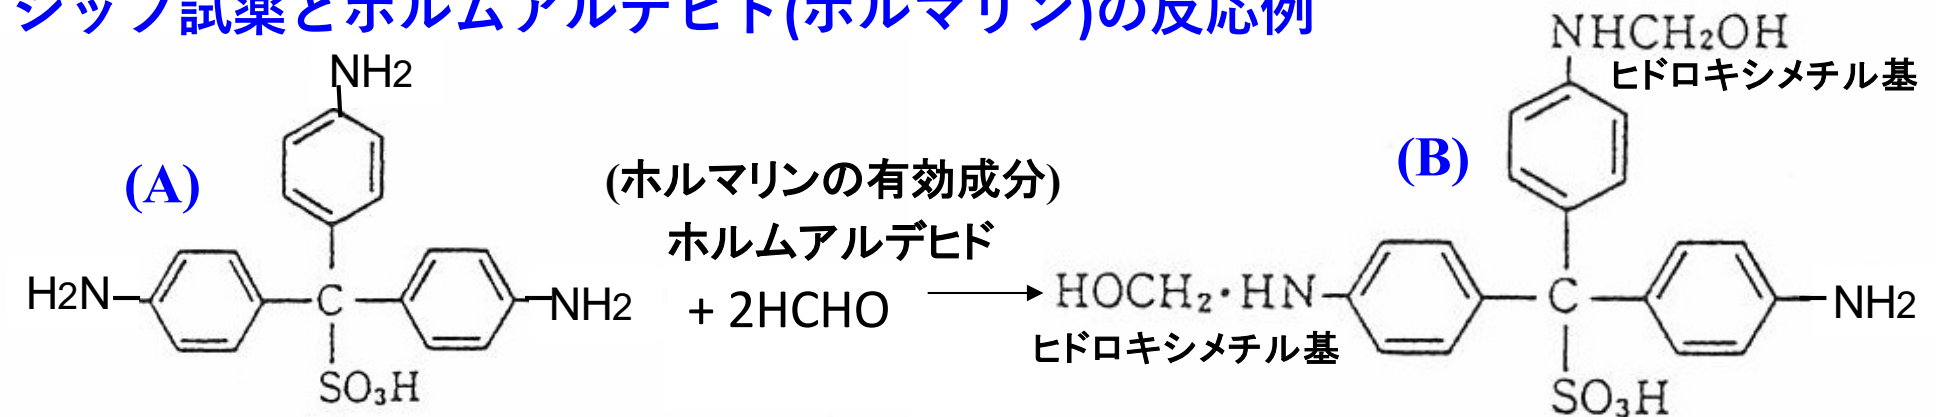 シッフ試薬とホルムアルデヒド(ホルマリン)の反応例
NH2
(A)
H2N
C
NH2
SO₃H
(ホルマリンの有効成分)
ホルムアルデヒド
+ 2HCHO
(B)
NHCH₂OH
ヒドロキシメチル基
HOCH₂·HN
ヒドロキシメチル基
C
NH2
SO₃H